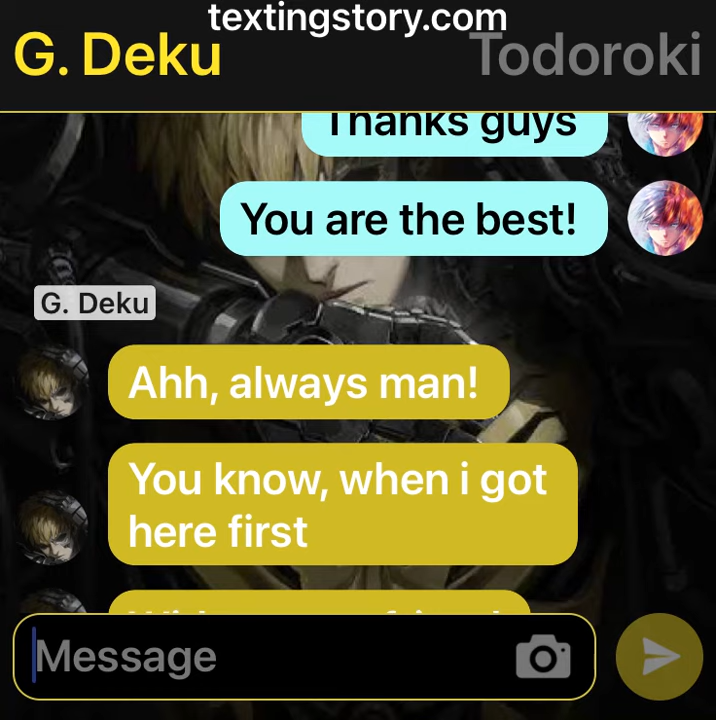 textingstory.com
G. Deku
Todoroki
Thanks guys
You are the best!
G. Deku
Ahh, always man!
You know, when i got
here first
Message